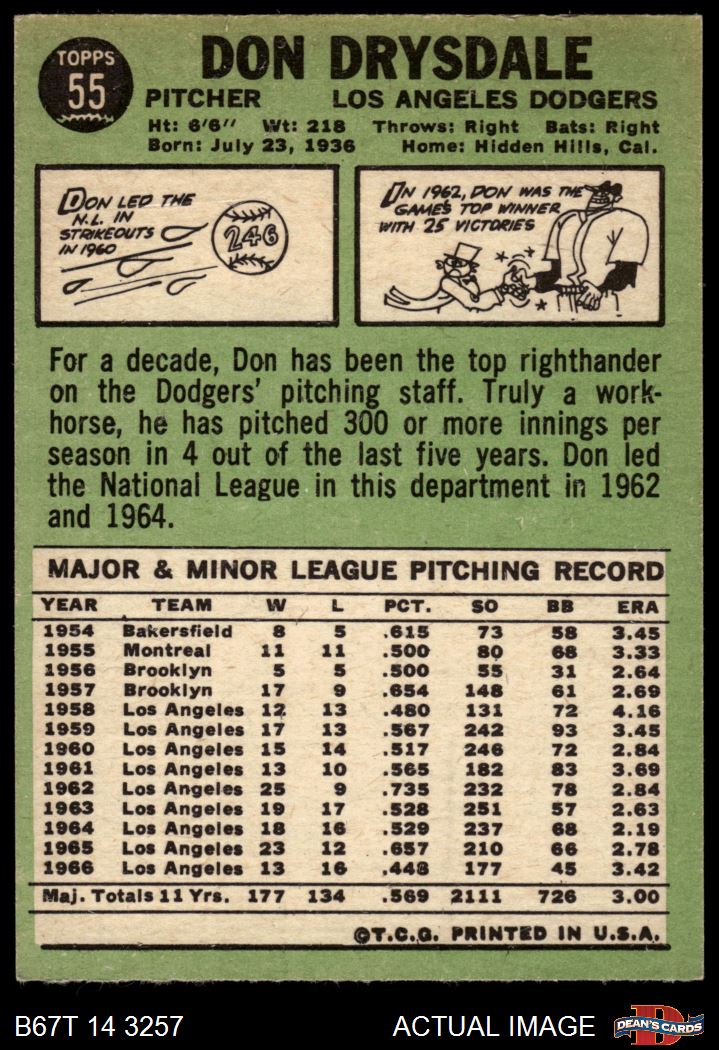 TOPPS
55
DON DRYSDALE
PITCHER LOS ANGELES DODGERS
Ht: 6'6" Wt: 218 Throws: Right Bats: Right
Born: July 23, 1936 Home: Hidden Hills, Cal.
DON LED THE
N.L. IN
STRIKEOUTS
IN 1960
246
IN 1962, DON WAS THE
GAME'S TOP WINNER
WITH 25 VICTORIES
For a decade, Don has been the top righthander
on the Dodgers' pitching staff. Truly a work-
horse, he has pitched 300 or more innings per
season in 4 out of the last five years. Don led
the National League in this department in 1962
and 1964.
MAJOR & MINOR LEAGUE PITCHING RECORD
YEAR TEAM W L PCT. SO BB ERA
1954 Bakersfield 8 5 .615 73 58 3.45
1955 Montreal 11 11 .500 80 68 3.33
1956 Brooklyn 5 5 .500 55 31 2.64
1957 Brooklyn 17 9 .654 148 61 2.69
1958 Los Angeles 12 13 .480 131 72 4.16
1959 Los Angeles 17 13 .567 242 93 3.45
1960 Los Angeles 15 14 .517 246 72 2.84
1961 Los Angeles 13 10 .565 182 83 3.69
1962 Los Angeles 25 9 .735 232 78 2.84
1963 Los Angeles 19 17 .528 251 57 2.63
1964 Los Angeles 18 16 .529 237 68 2.19
1965 Los Angeles 23 12 .657 210 66 2.78
1966 Los Angeles 13 16 .448 177 45 3.42
Maj. Totals 11 Yrs. 177 134 .569 2111 726 3.00
©T.C.G. PRINTED IN U.S.A.
B67T 14 3257 ACTUAL IMAGE
D
DEAN'S CARDS